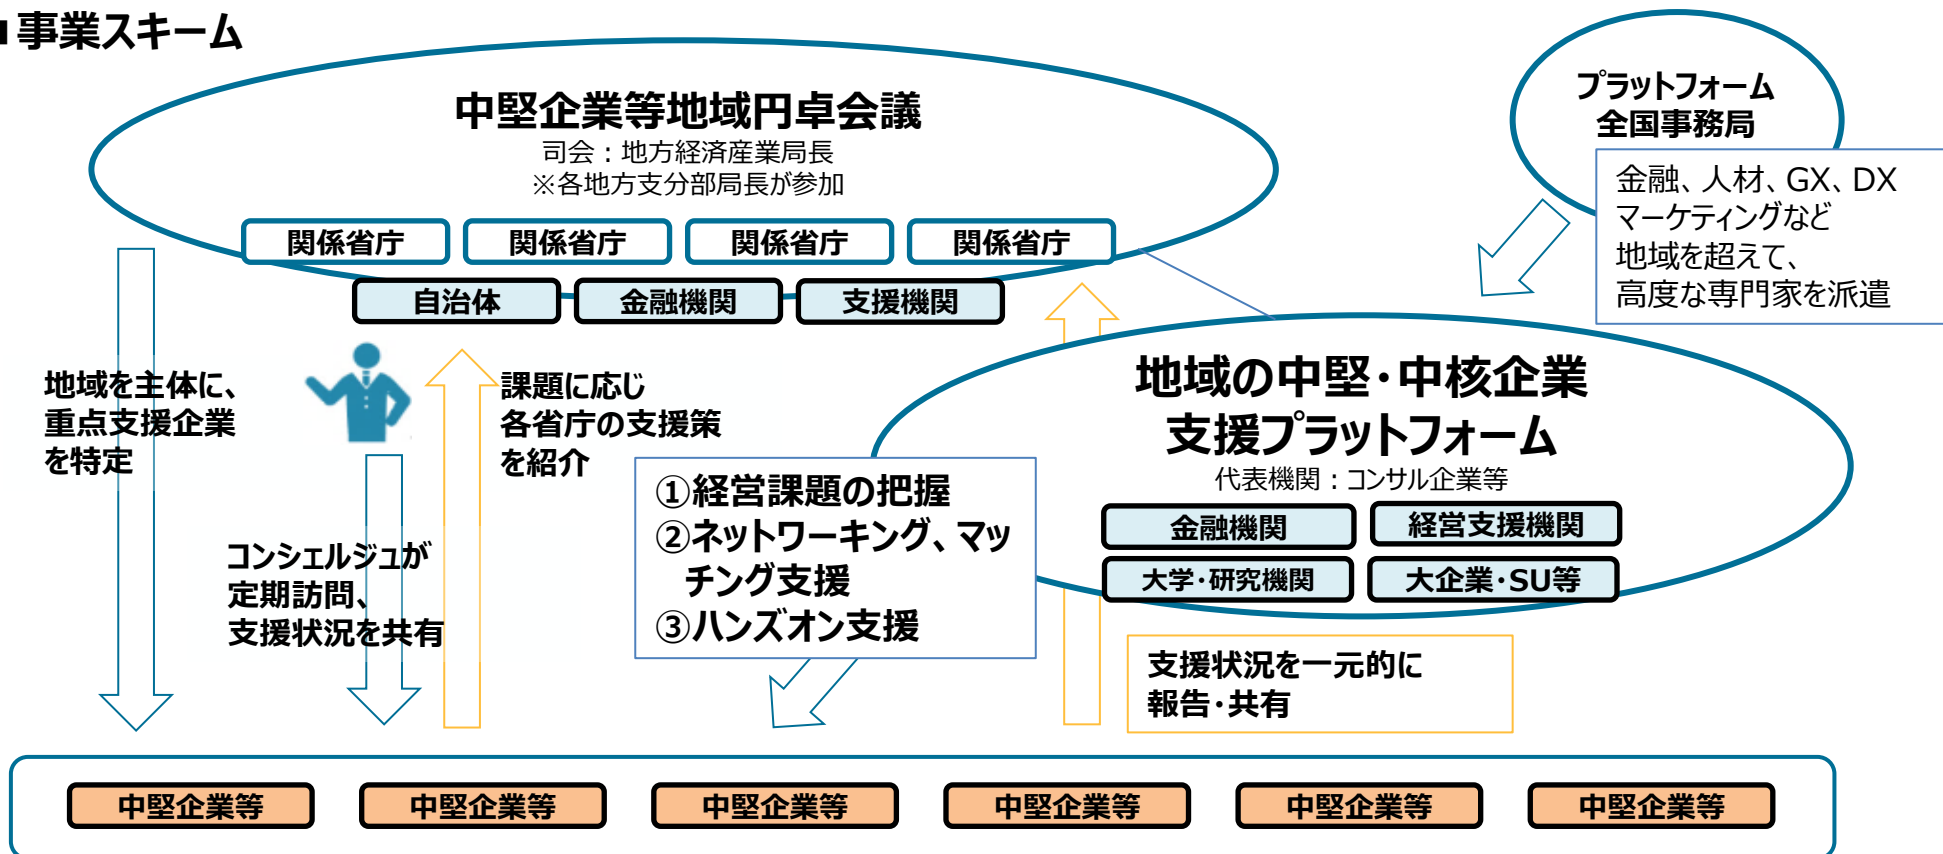 事業スキーム
中堅企業等地域円卓会議
司会：地方経済産業局長
※各地方支分部局長が参加
関係省庁
関係省庁
関係省庁
関係省庁
自治体
金融機関
支援機関
プラットフォーム
全国事務局
金融、人材、GX、DX
マーケティングなど
地域を超えて、
高度な専門家を派遣
地域を主体に、
重点支援企業
を特定
課題に応じ
各省庁の支援策
を紹介
コンシェルジュが
定期訪問、
支援状況を共有
①経営課題の把握
②ネットワーキング、マッ
チング支援
③ハンズオン支援
地域の中堅・中核企業
支援プラットフォーム
代表機関：コンサル企業等
金融機関
経営支援機関
大学・研究機関
大企業・SU等
支援状況を一元的に
報告・共有
中堅企業等
中堅企業等
中堅企業等
中堅企業等
中堅企業等
中堅企業等